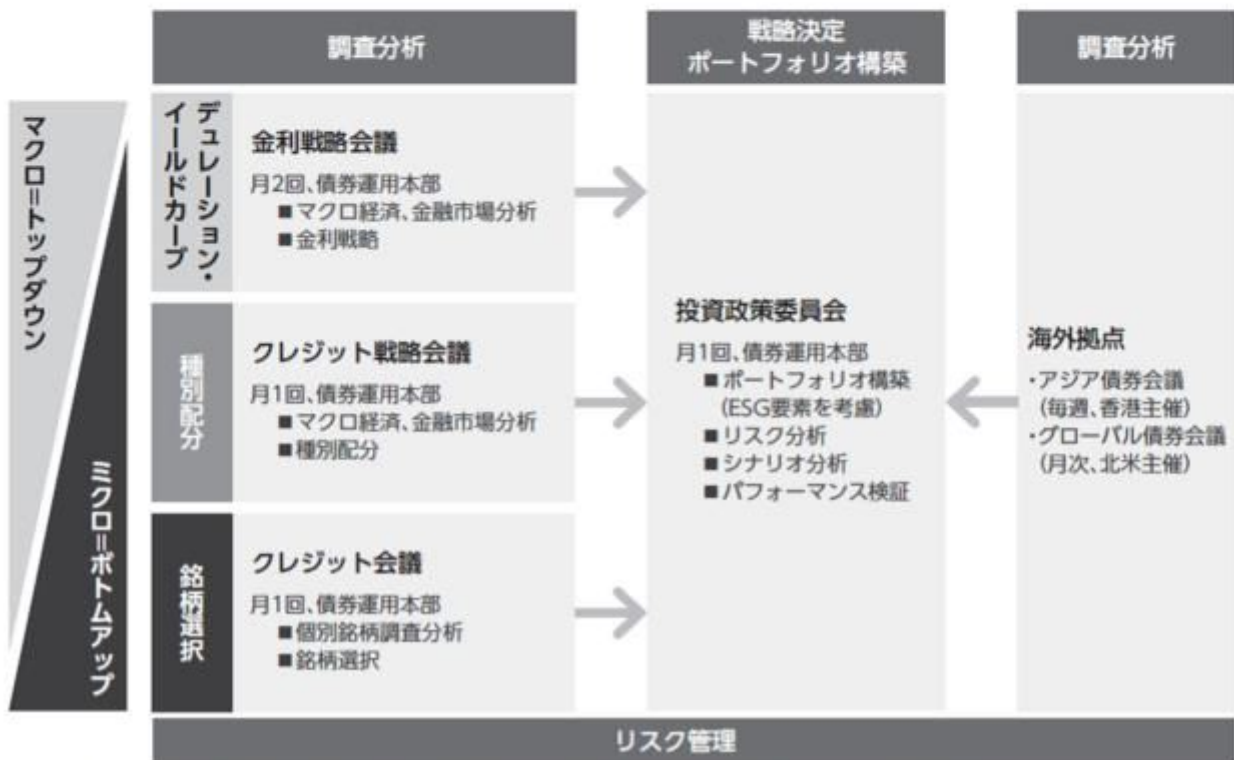 調査分析
戦略決定
ポートフォリオ構築
調査分析
マクロ=トップダウン
ミクロ=ボトムアップ
デュレーション・
イールドカーブ
金利戦略会議
月2回、債券運用本部
■マクロ経済、金融市場分析
■金利戦略
種別配分
クレジット戦略会議
月1回、債券運用本部
■マクロ経済、金融市場分析
■種別配分
銘柄選択
クレジット会議
月1回、債券運用本部
■個別銘柄調査分析
■銘柄選択
投資政策委員会
月1回、債券運用本部
■ポートフォリオ構築
(ESG要素を考慮)
■リスク分析
■シナリオ分析
■パフォーマンス検証
海外拠点
・アジア債券会議
(毎週、香港主催)
・グローバル債券会議
(月次、北米主催)
リスク管理